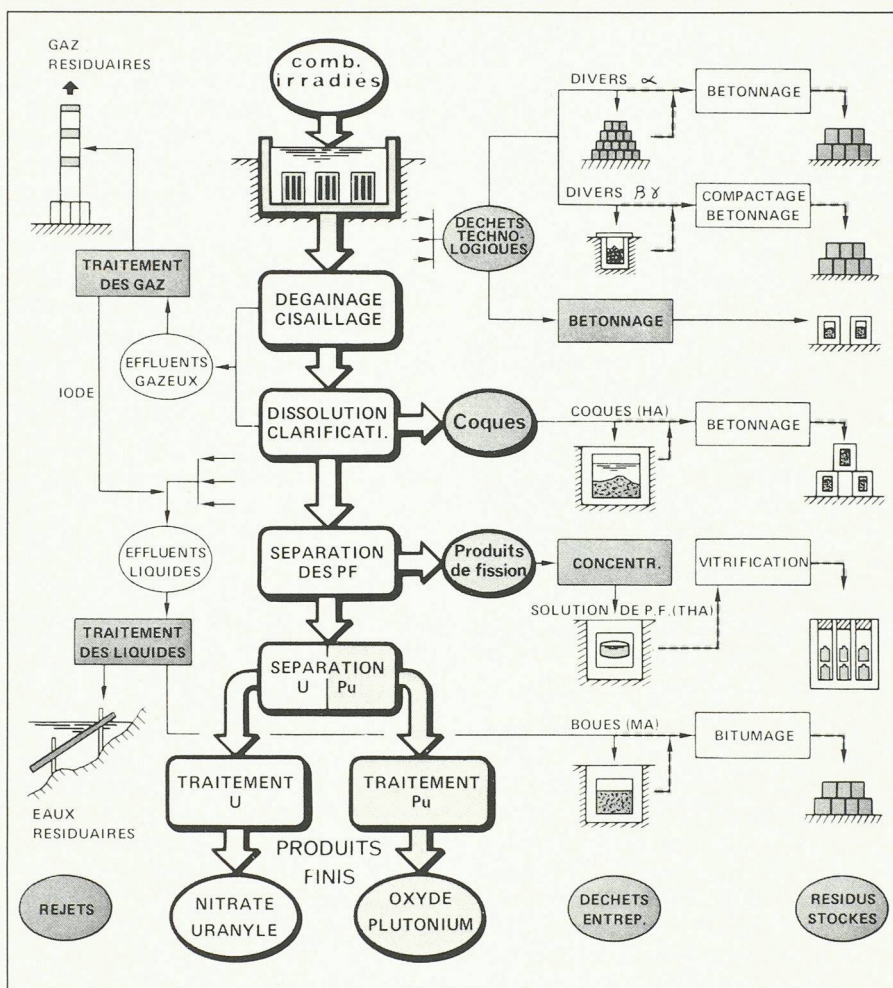 GAZ
RESIDUAIRES
comb.
irradies
DIVERS ∝
BETONNAGE
DIVERS βγ
COMPACTAGE
BETONNAGE
DECHETS
TECHNO-
LOGIQUES
TRAITEMENT
DES GAZ
DEGAINAGE
CISAILLAGE
BETONNAGE
EFFLUENTS
GAZEUX
IODE
DISSOLUTION
CLARIFICATI.
Coques
COQUES (HA)
BETONNAGE
EFFLUENTS
LIQUIDES
SEPARATION
DES PF
Produits
de fission
CONCENTR.
VITRIFICATION
SOLUTION DE P.F.(THA)
TRAITEMENT
DES LIQUIDES
SEPARATION
U Pu
BOUES (MA)
BITUMAGE
TRAITEMENT
U
TRAITEMENT
Pu
EAUX
RESIDUAIRES
PRODUITS
FINIS
REJETS
NITRATE
URANYLE
OXYDE
PLUTONIUM
DECHETS
ENTREP.
RESIDUS
STOCKES